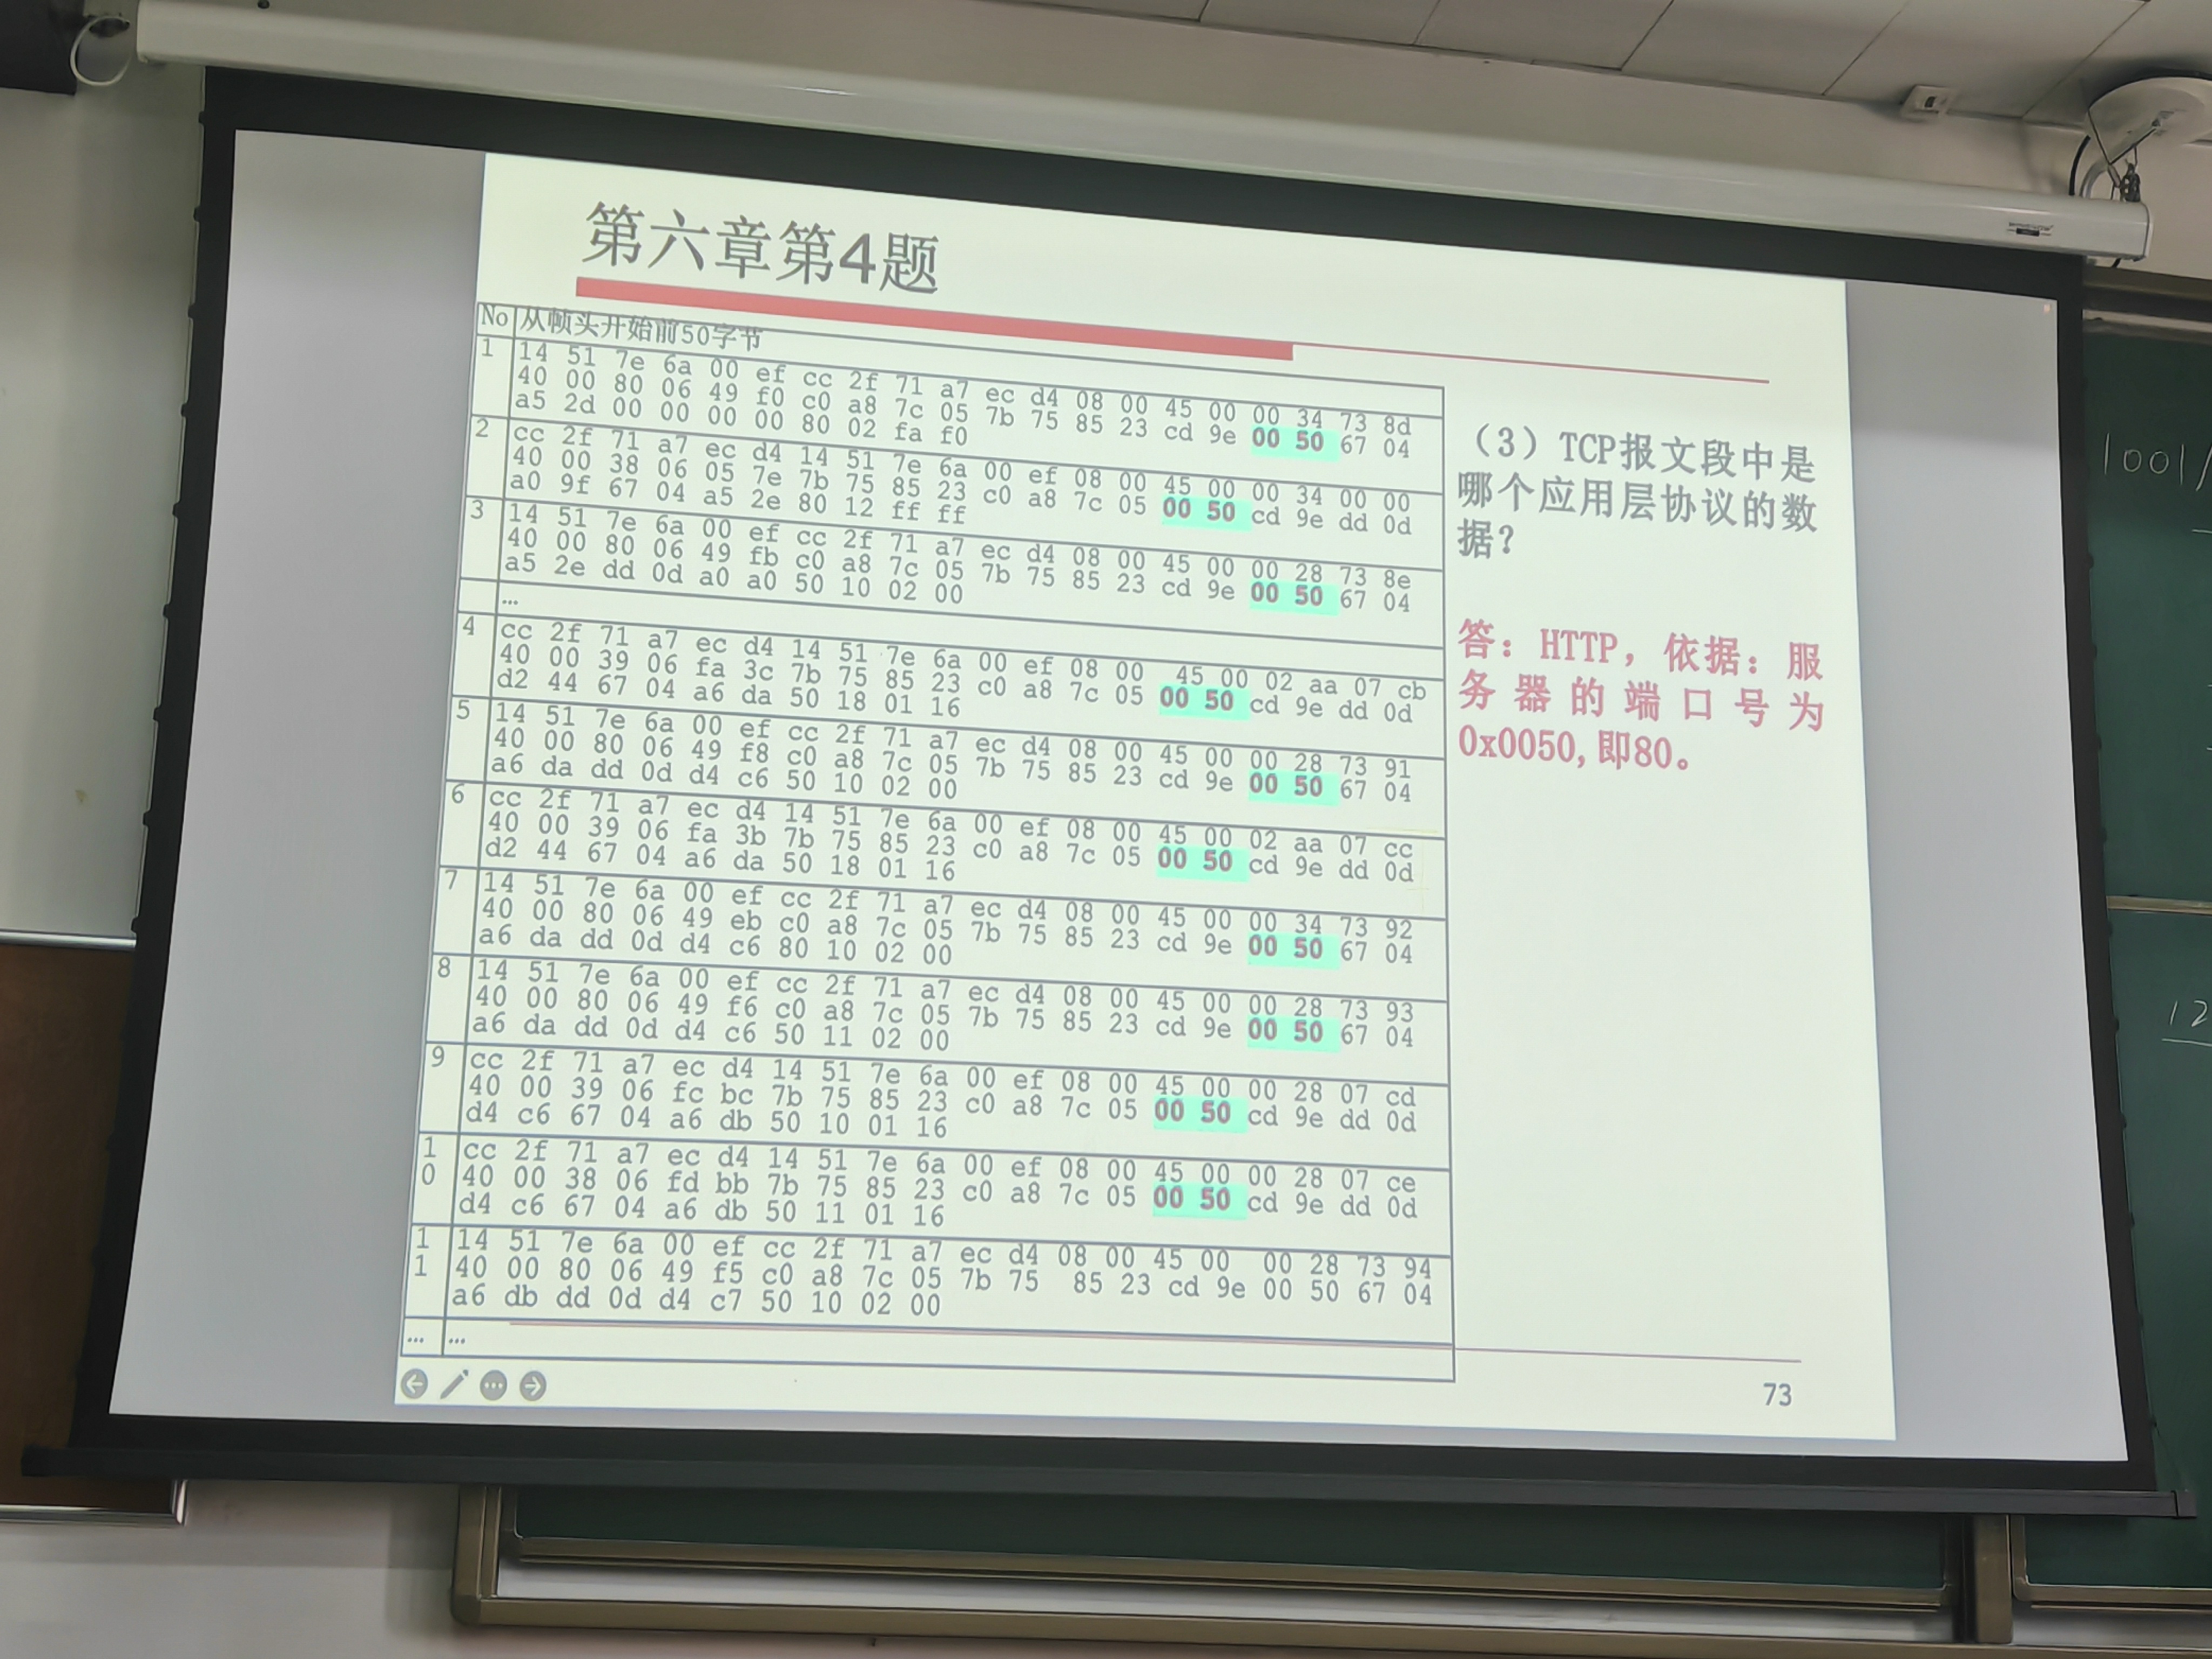 第六章第4题
No 从帧头开始前50字节
1 14 51 7e 6a 00 ef cc 2f 71 a7 ec d4 08 00 45 00 00 34 73 8d
40 00 80 06 49 f0 c0 a8 7c 05 7b 75 85 23 cd 9e 00 50 67 04
a5 2d 00 00 00 00 80 02 fa f0
2 cc 2f 71 a7 ec d4 14 51 7e 6a 00 ef 08 00 45 00 00 34 00 00
40 00 38 06 05 7e 7b 75 85 23 c0 a8 7c 05 00 50 cd 9e dd 0d
a0 9f 67 04 a5 2e 80 12 ff ff
3 14 51 7e 6a 00 ef cc 2f 71 a7 ec d4 08 00 45 00 00 28 73 8e
40 00 80 06 49 fb c0 a8 7c 05 7b 75 85 23 cd 9e 00 50 67 04
a5 2e dd 0d a0 a0 50 10 02 00
…
4 cc 2f 71 a7 ec d4 14 51 7e 6a 00 ef 08 00 45 00 02 aa 07 cb
40 00 39 06 fa 3c 7b 75 85 23 c0 a8 7c 05 00 50 cd 9e dd 0d
d2 44 67 04 a6 da 50 18 01 16
5 14 51 7e 6a 00 ef cc 2f 71 a7 ec d4 08 00 45 00 00 28 73 91
40 00 80 06 49 f8 c0 a8 7c 05 7b 75 85 23 cd 9e 00 50 67 04
a6 da dd 0d d4 c6 50 10 02 00
6 cc 2f 71 a7 ec d4 14 51 7e 6a 00 ef 08 00 45 00 02 aa 07 cc
40 00 39 06 fa 3b 7b 75 85 23 c0 a8 7c 05 00 50 cd 9e dd 0d
d2 44 67 04 a6 da 50 18 01 16
7 14 51 7e 6a 00 ef cc 2f 71 a7 ec d4 08 00 45 00 00 34 73 92
40 00 80 06 49 eb c0 a8 7c 05 7b 75 85 23 cd 9e 00 50 67 04
a6 da dd 0d d4 c6 80 10 02 00
8 14 51 7e 6a 00 ef cc 2f 71 a7 ec d4 08 00 45 00 00 28 73 93
40 00 80 06 49 f6 c0 a8 7c 05 7b 75 85 23 cd 9e 00 50 67 04
a6 da dd 0d d4 c6 50 11 02 00
9 cc 2f 71 a7 ec d4 14 51 7e 6a 00 ef 08 00 45 00 00 28 07 cd
40 00 39 06 fc bc 7b 75 85 23 c0 a8 7c 05 00 50 cd 9e dd 0d
d4 c6 67 04 a6 db 50 10 01 16
10 cc 2f 71 a7 ec d4 14 51 7e 6a 00 ef 08 00 45 00 00 28 07 ce
40 00 38 06 fd bb 7b 75 85 23 c0 a8 7c 05 00 50 cd 9e dd 0d
d4 c6 67 04 a6 db 50 11 01 16
11 14 51 7e 6a 00 ef cc 2f 71 a7 ec d4 08 00 45 00 00 28 73 94
40 00 80 06 49 f5 c0 a8 7c 05 7b 75 85 23 cd 9e 00 50 67 04
a6 db dd 0d d4 c7 50 10 02 00
… …
（3）TCP报文段中是
哪个应用层协议的数
据？
答：HTTP，依据：服
务器的端口号为
0x0050,即80。
73
1001/
12